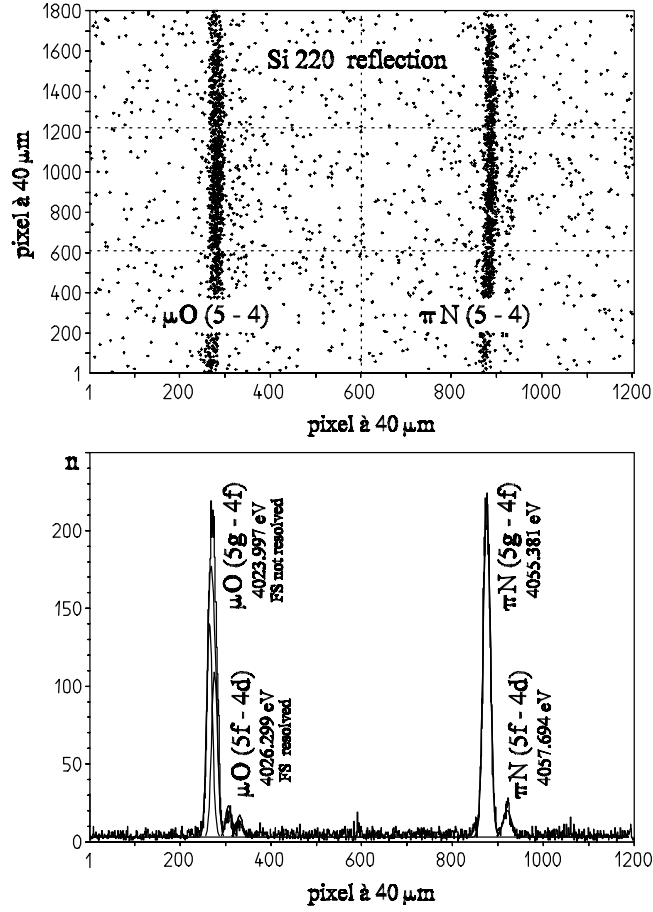 1800
1600
1400
1200
1000
800
600
400
200
1
pixel à 40 μm
Si 220 reflection
μO (5 - 4)
πN (5 - 4)
1 200 400 600 800 1000 1200
pixel à 40 μm
n
200
150
100
50
0
μO (5g - 4f)
4023.997 eV
FS not resolved
μO (5f - 4d)
4026.299 eV
FS resolved
πN (5g - 4f)
4055.381 eV
πN (5f - 4d)
4057.694 eV
1 200 400 600 800 1000 1200
pixel à 40 μm